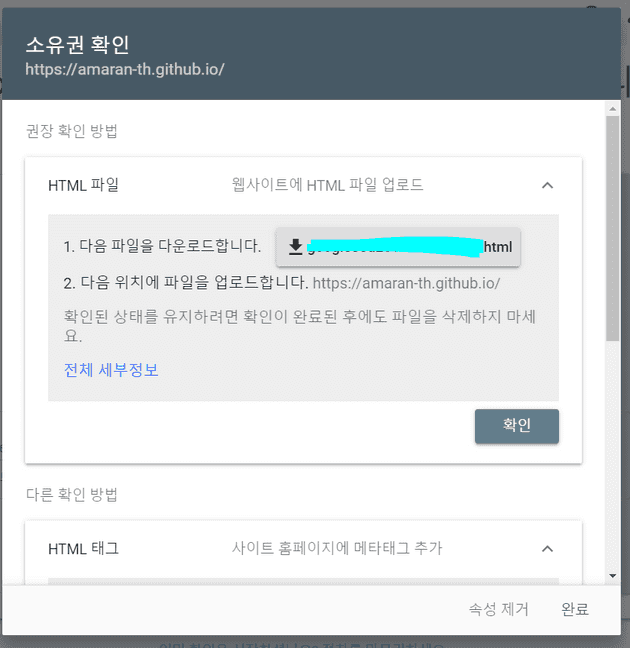 소유권 확인
https://amaran-th.github.io/
권장 확인 방법
HTML 파일 웹사이트에 HTML 파일 업로드
1. 다음 파일을 다운로드합니다. html
2. 다음 위치에 파일을 업로드합니다. https://amaran-th.github.io/
확인된 상태를 유지하려면 확인이 완료된 후에도 파일을 삭제하지 마세
요.
전체 세부정보
확인
다른 확인 방법
HTML 태그 사이트 홈페이지에 메타태그 추가
속성 제거 완료